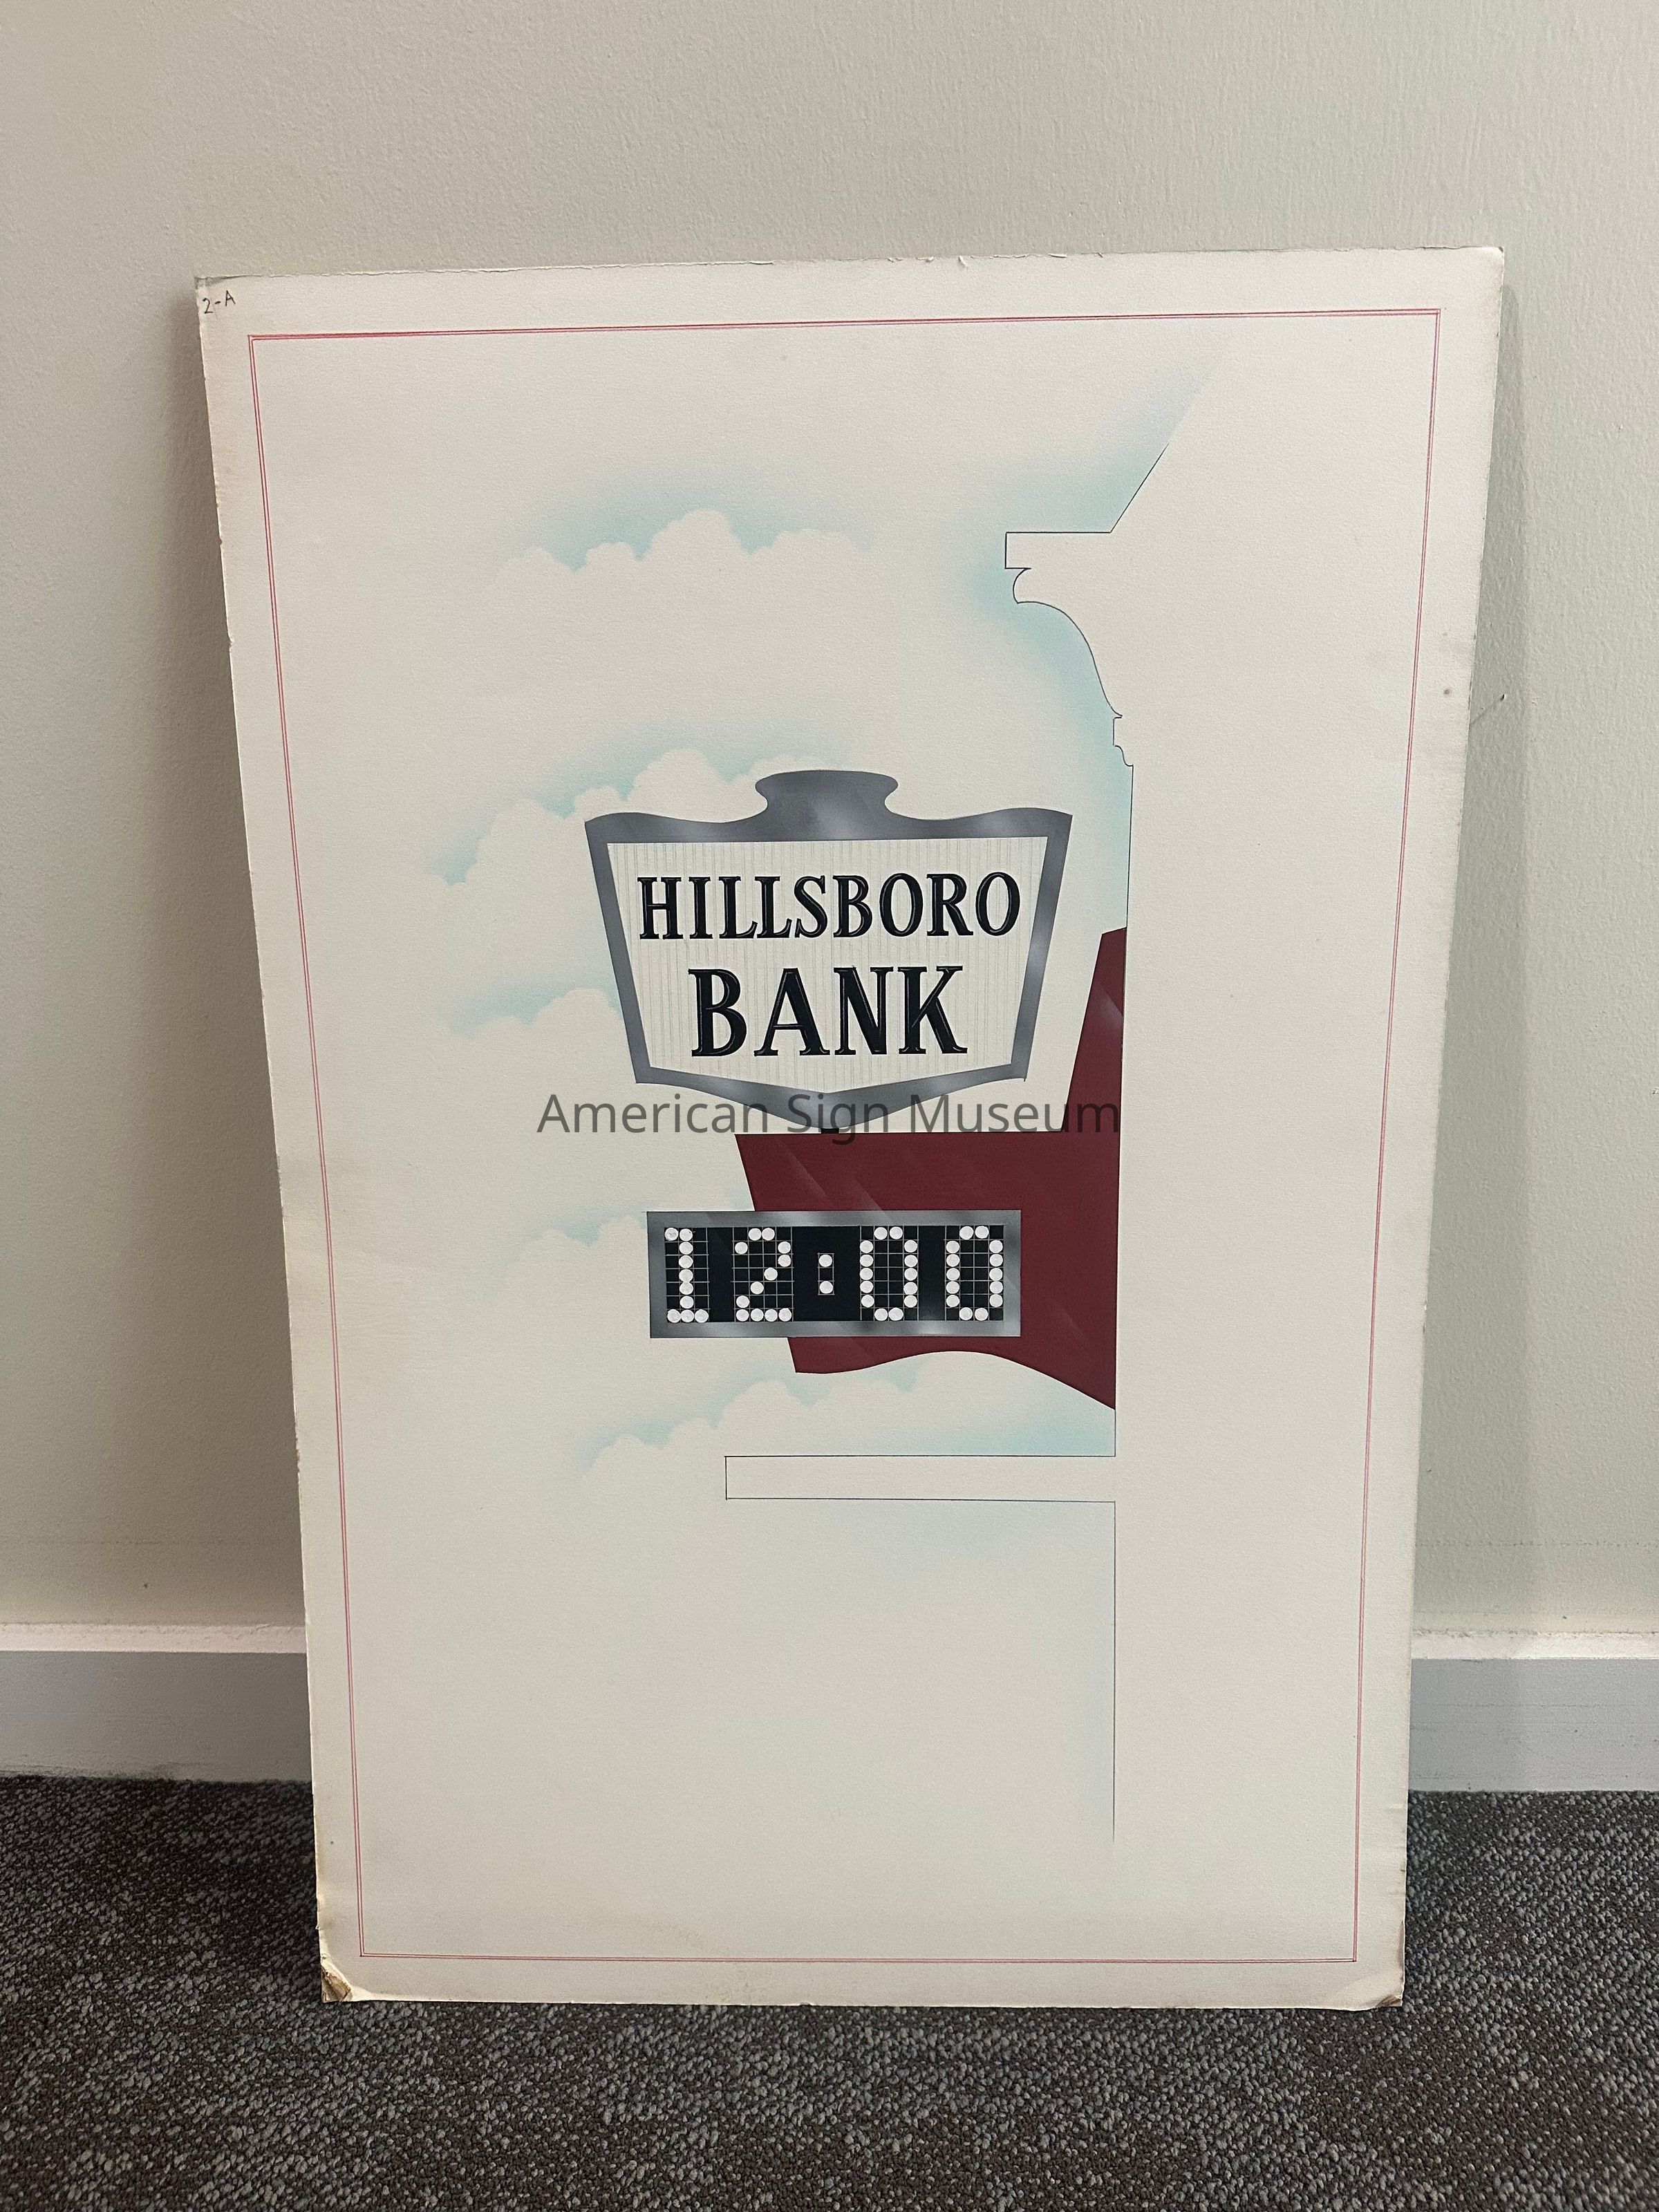 2-A
HILLSBORO
BANK
American Sign Museum
12:00